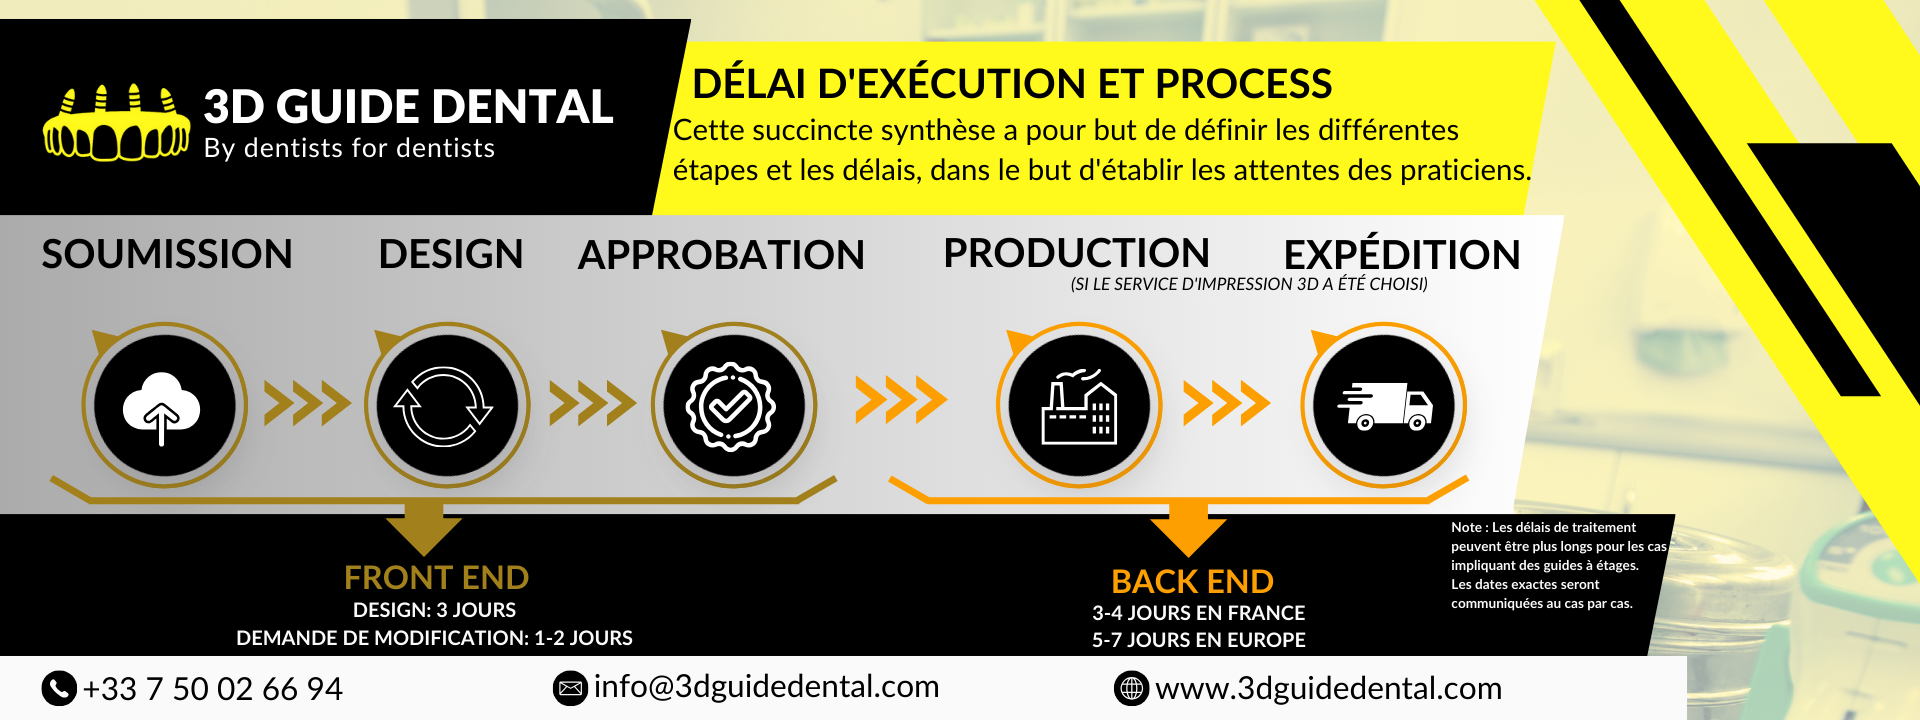 3D GUIDE DENTAL
By dentists for dentists
DÉLAI D'EXÉCUTION ET PROCESS
Cette succincte synthèse a pour but de définir les différentes
étapes et les délais, dans le but d'établir les attentes des praticiens.
SOUMISSION
DESIGN
APPROBATION
PRODUCTION
EXPÉDITION
(SI LE SERVICE D'IMPRESSION 3D A ÉTÉ CHOISI)
FRONT END
DESIGN: 3 JOURS
DEMANDE DE MODIFICATION: 1-2 JOURS
BACK END
3-4 JOURS EN FRANCE
5-7 JOURS EN EUROPE
Note : Les délais de traitement
peuvent être plus longs pour les cas
impliquant des guides à étages.
Les dates exactes seront
communiquées au cas par cas.
+33 7 50 02 66 94
info@3dguidedental.com
www.3dguidedental.com